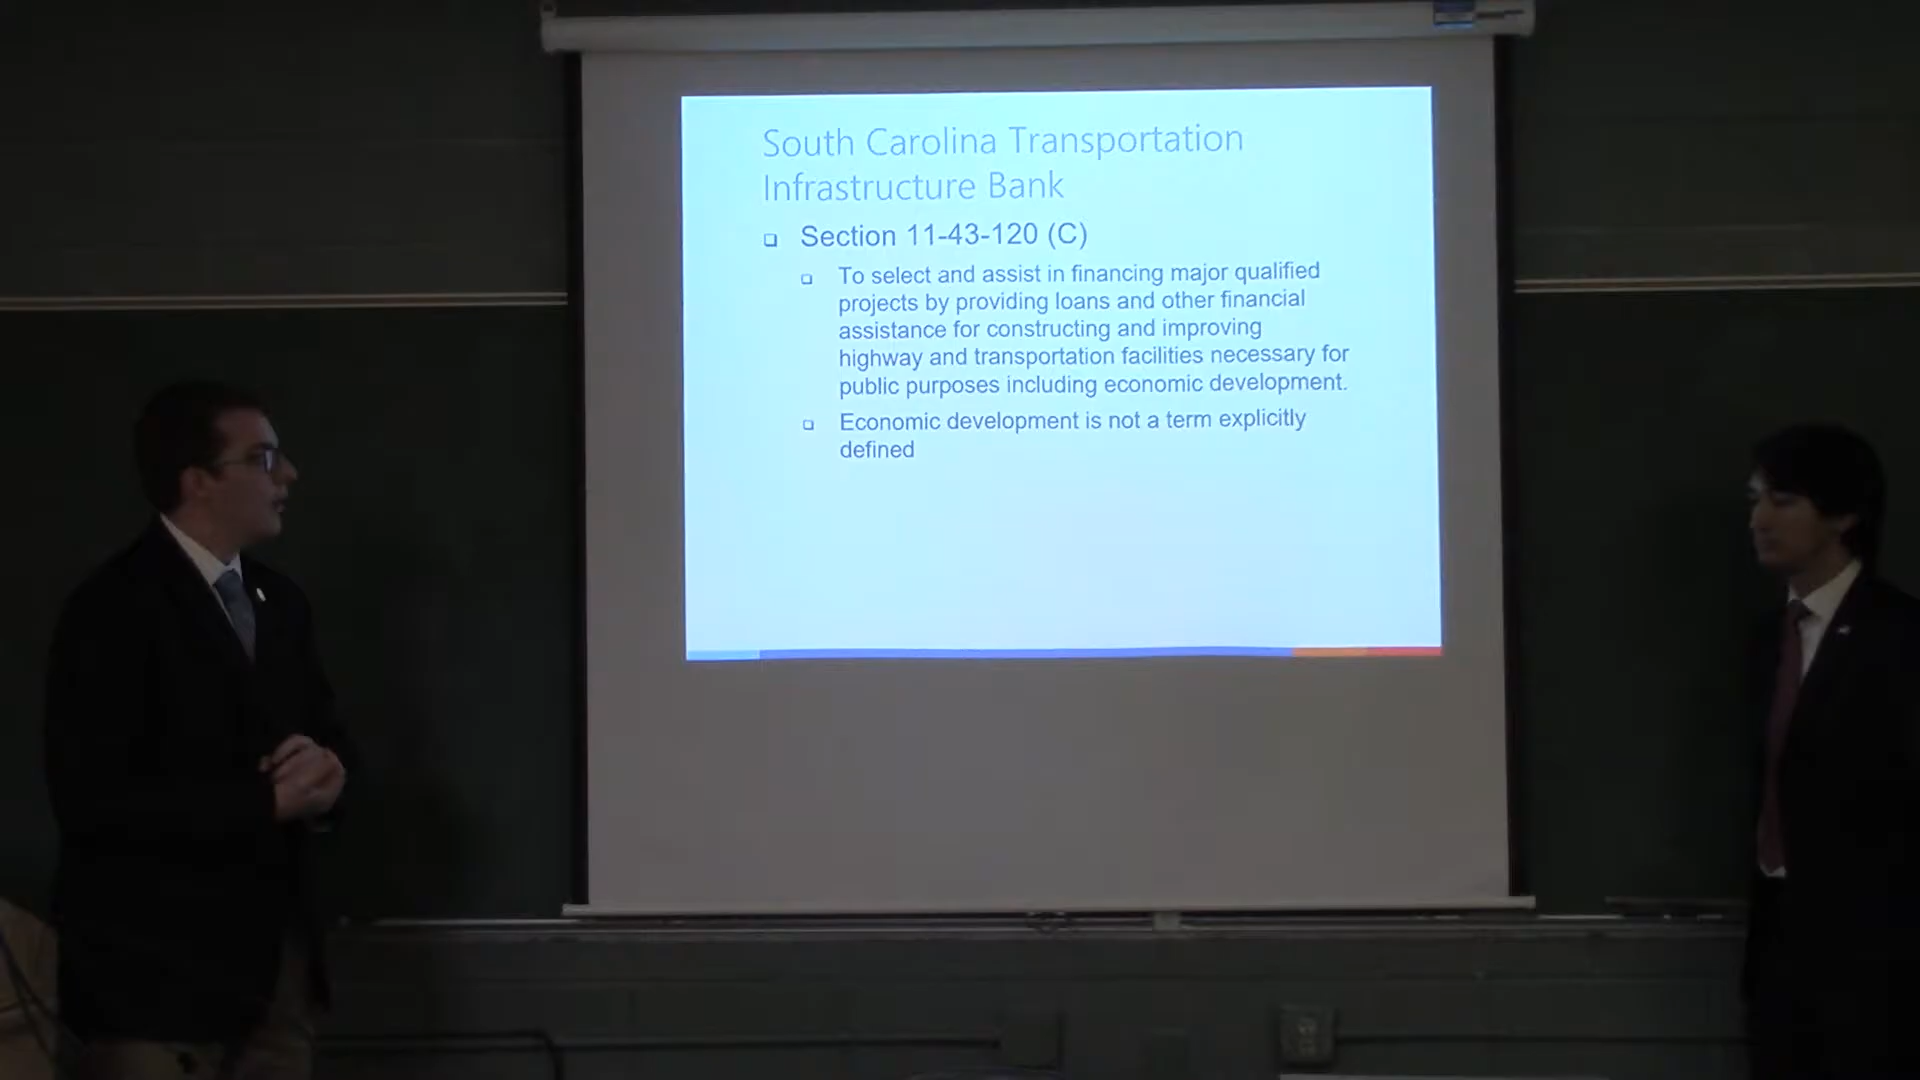 South Carolina Transportation
Infrastructure Bank
Section 11-43-120 (C)
To select and assist in financing major qualified
projects by providing loans and other financial
assistance for constructing and improving
highway and transportation facilities necessary for
public purposes including economic development.
Economic development is not a term explicitly
defined